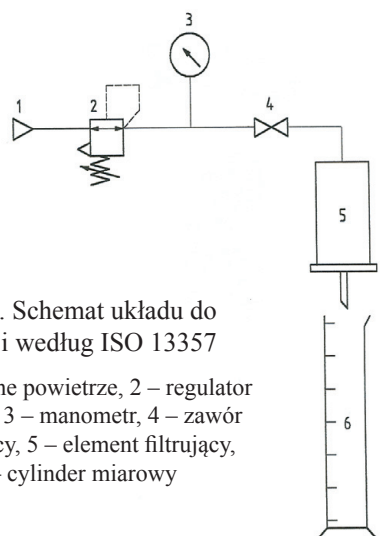 3
1
2
4
5
. Schemat układu do
i według ISO 13357
ne powietrze, 2 – regulator
3 – manometr, 4 – zawór
cy, 5 – element filtrujący,
– cylinder miarowy
6